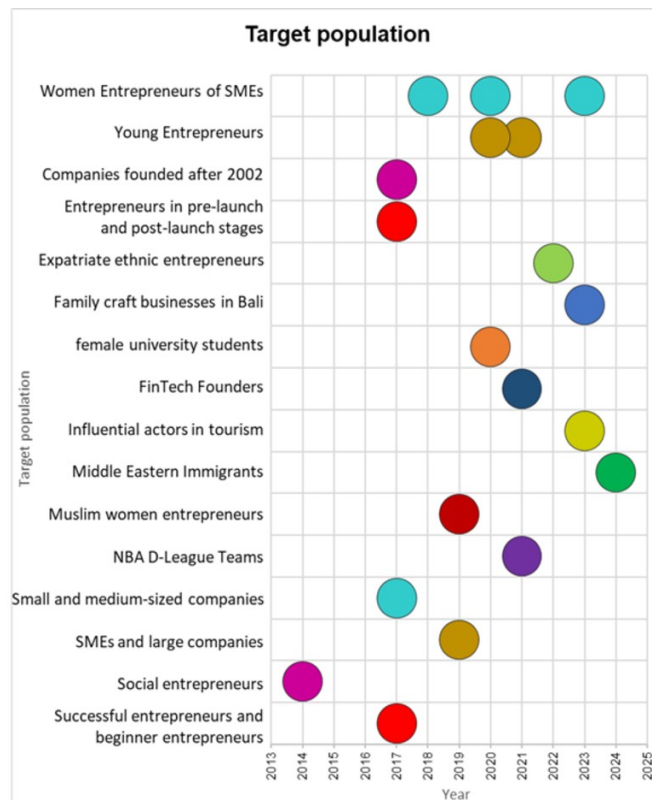 Target population
Women Entrepreneurs of SMEs
Young Entrepreneurs
Companies founded after 2002
Entrepreneurs in pre-launch
and post-launch stages
Expatriate ethnic entrepreneurs
Family craft businesses in Bali
female university students
FinTech Founders
Influential actors in tourism
Middle Eastern Immigrants
Muslim women entrepreneurs
NBA D-League Teams
Small and medium-sized companies
SMEs and large companies
Social entrepreneurs
Successful entrepreneurs and
beginner entrepreneurs
Target population
2013 2014 2015 2016 2017 2018 2019 2020 2021 2022 2023 2024 2025
Year